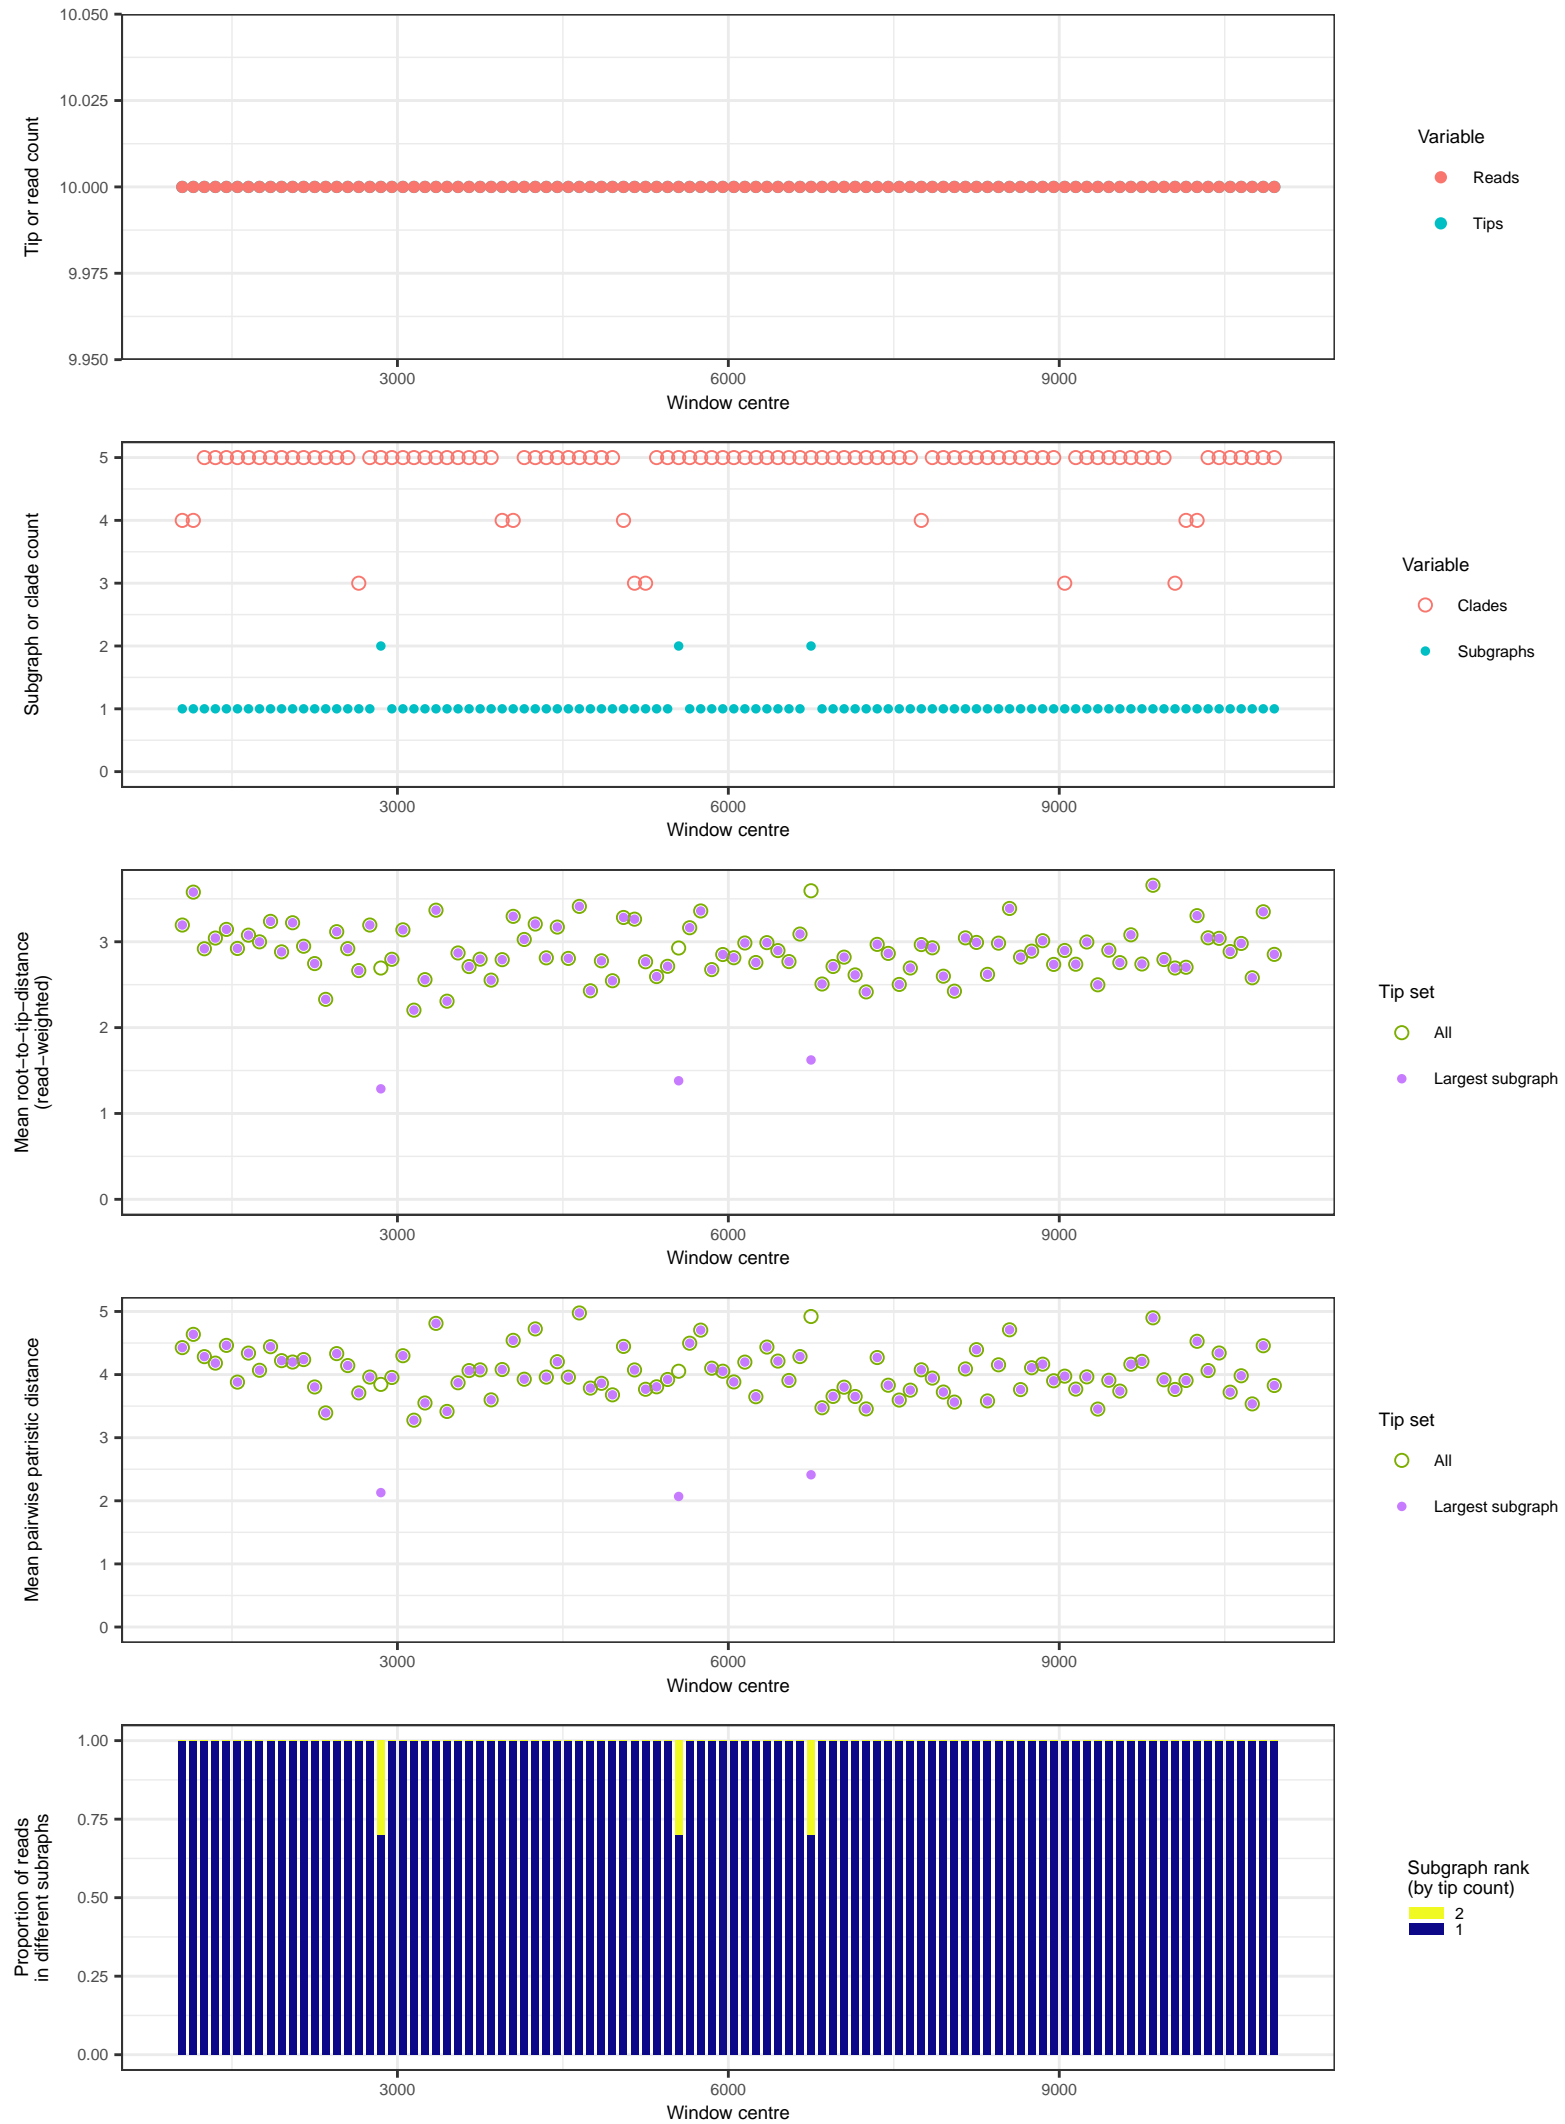 10.050
10.025
10.000
9.975
9.950
Tip or read count
3000
6000
9000
Window centre
Variable
Reads
Tips
5
4
3
2
1
0
Subgraph or clade count
3000
6000
9000
Window centre
Variable
Clades
Subgraphs
3
2
1
0
Mean root−to−tip−distance
(read−weighted)
3000
6000
9000
Window centre
Tip set
All
Largest subgraph
5
4
3
2
1
0
Mean pairwise patristic distance
3000
6000
9000
Window centre
Tip set
All
Largest subgraph
1.00
0.75
0.50
0.25
0.00
Proportion of reads
in different subraphs
3000
6000
9000
Window centre
Subgraph rank
(by tip count)
2
1